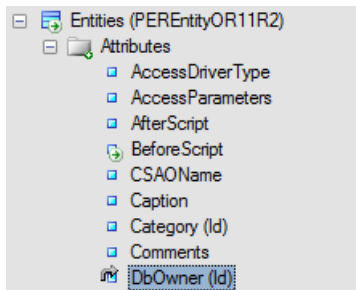 Entities (PEREntityOR11R2)
Attributes
AccessDriverType
AccessParameters
AfterScript
BeforeScript
CSAOName
Caption
Category (Id)
Comments
DbOwner (Id)